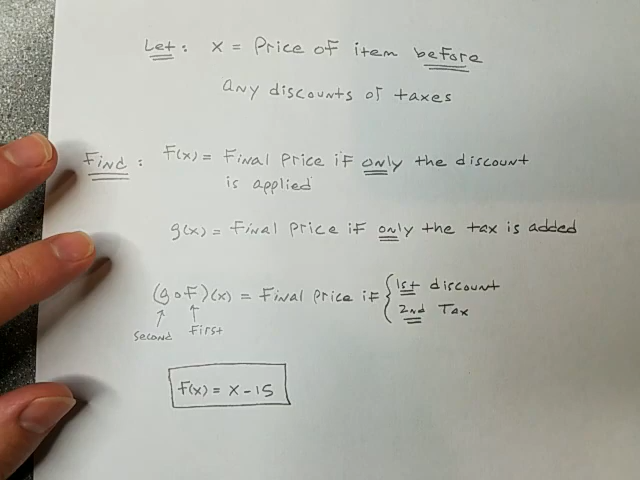 Let: x = Price of item before
any discounts or taxes
Find: f(x) = Final price if only the discount
is applied
g(x) = Final price if only the tax is added
(g∘f)(x) = Final price if { 1st discount
2nd Tax
↑ ↑
second First
f(x) = x - 15